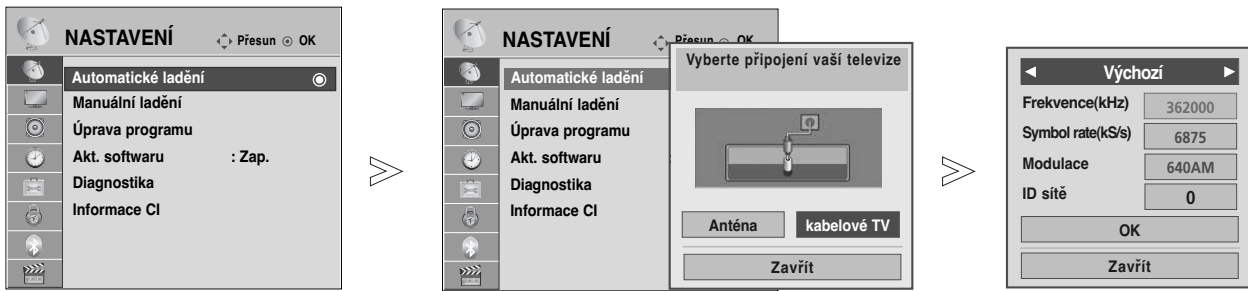 NASTAVENÍ Přesun OK
Automatické ladění
Manuální ladění
Úprava programu
Akt. softwaru : Zap.
Diagnostika
Informace CI
NASTAVENÍ Přesun OK
Automatické ladění
Manuální ladění
Úprava programu
Akt. softwaru :
Diagnostika
Informace CI
Vyberte připojení vaší televize
Anténa kabelové TV
Zavřít
Výchozí
Frekvence(kHz) 362000
Symbol rate(kS/s) 6875
Modulace 640AM
ID sítě 0
OK
Zavřít